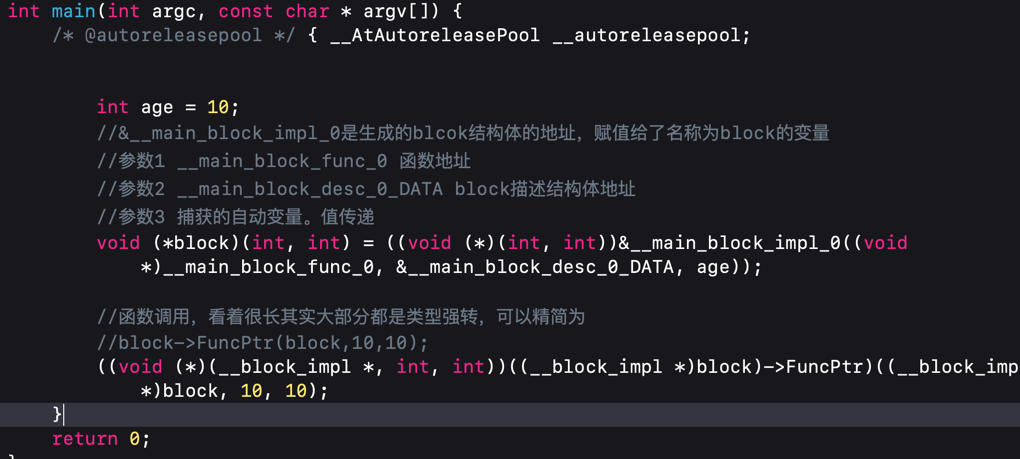 int main(int argc, const char * argv[]) {
/* @autoreleasepool */ { __AtAutoreleasePool __autoreleasepool;
int age = 10;
//&__main_block_impl_0是生成的blcok结构体的地址，赋值给了名称为block的变量
//参数1 __main_block_func_0 函数地址
//参数2 __main_block_desc_0_DATA block描述结构体地址
//参数3 捕获的自动变量。值传递
void (*block)(int, int) = ((void (*)(int, int))&__main_block_impl_0((void
*)__main_block_func_0, &__main_block_desc_0_DATA, age));
//函数调用，看着很长其实大部分都是类型强转，可以精简为
//block->FuncPtr(block,10,10);
((void (*)(__block_impl *, int, int))((__block_impl *)block)->FuncPtr)((__block_imp
*)block, 10, 10);
}
return 0;